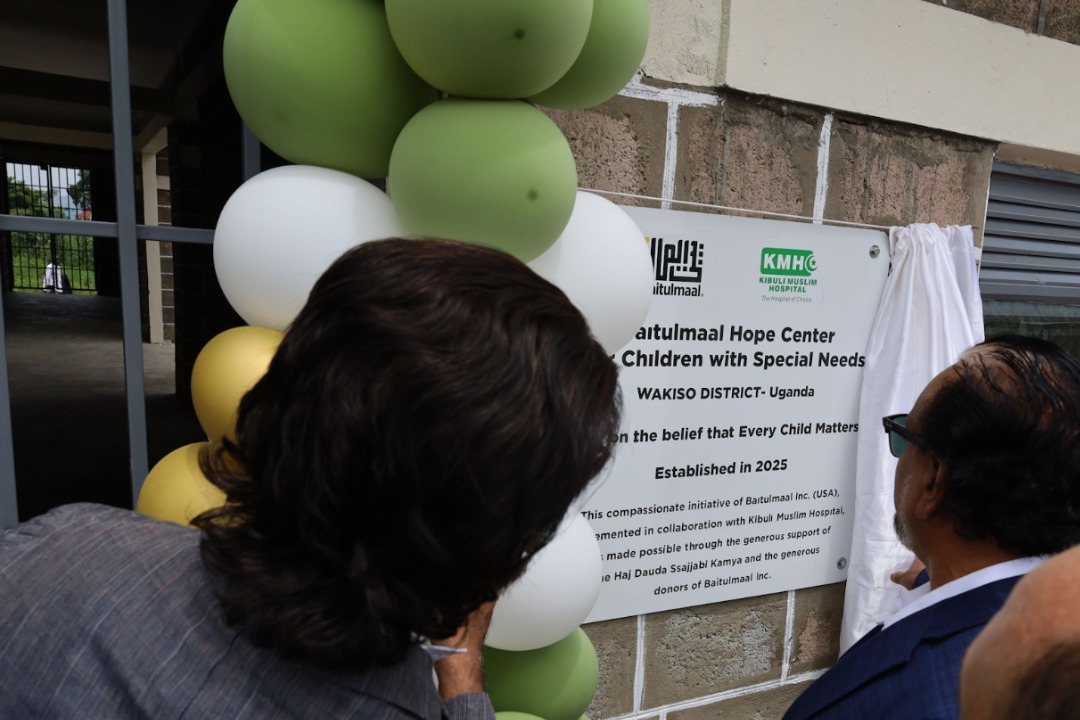 aitulmaal.
KMH
KIBULI MUSLIM
HOSPITAL
The Hospital of Choice
aitulmaal Hope Center
Children with Special Needs
WAKISO DISTRICT- Uganda
on the belief that Every Child Matters
Established in 2025
This compassionate initiative of Baitulmaal Inc. (USA),
emented in collaboration with Kibuli Muslim Hospital,
made possible through the generous support of
Haj Dauda Ssajjabi Kamya and the generous
donors of Baitulmaal Inc.